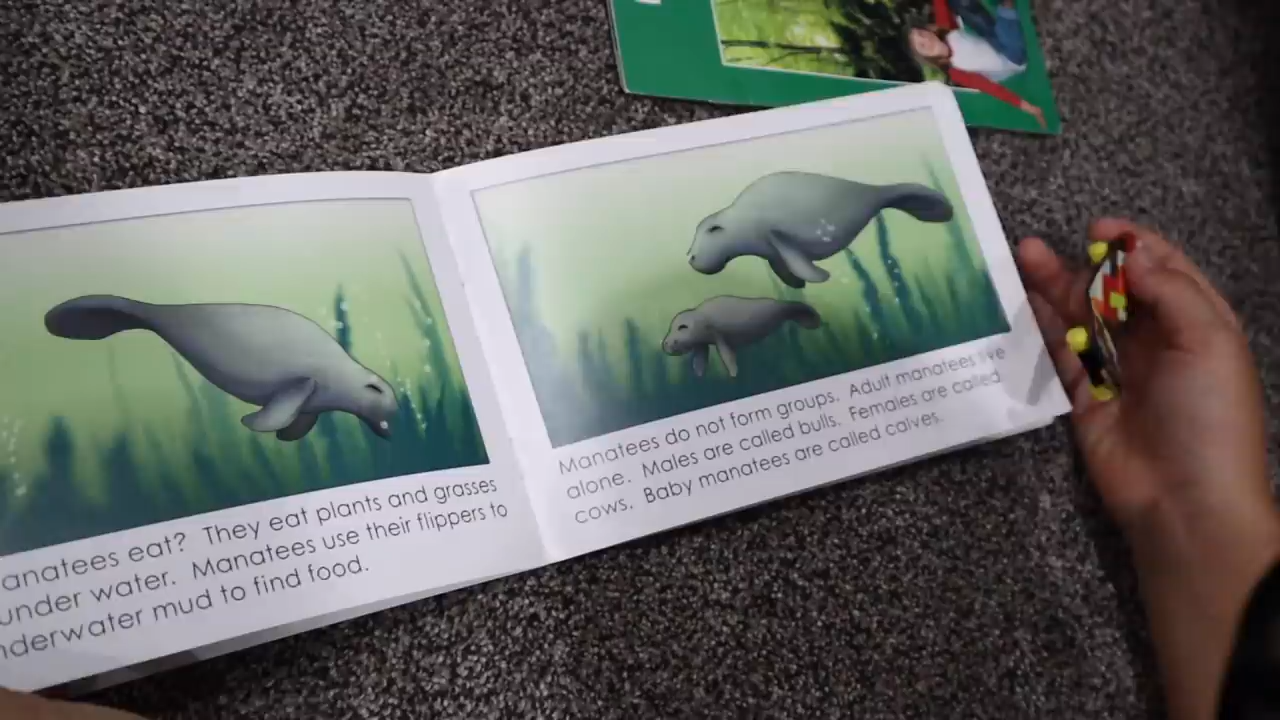 anatees eat? They eat plants and grasses
under water. Manatees use their flippers to
nderwater mud to find food.
Manatees do not form groups. Adult manatees live
alone. Males are called bulls. Females are called
cows. Baby manatees are called calves.